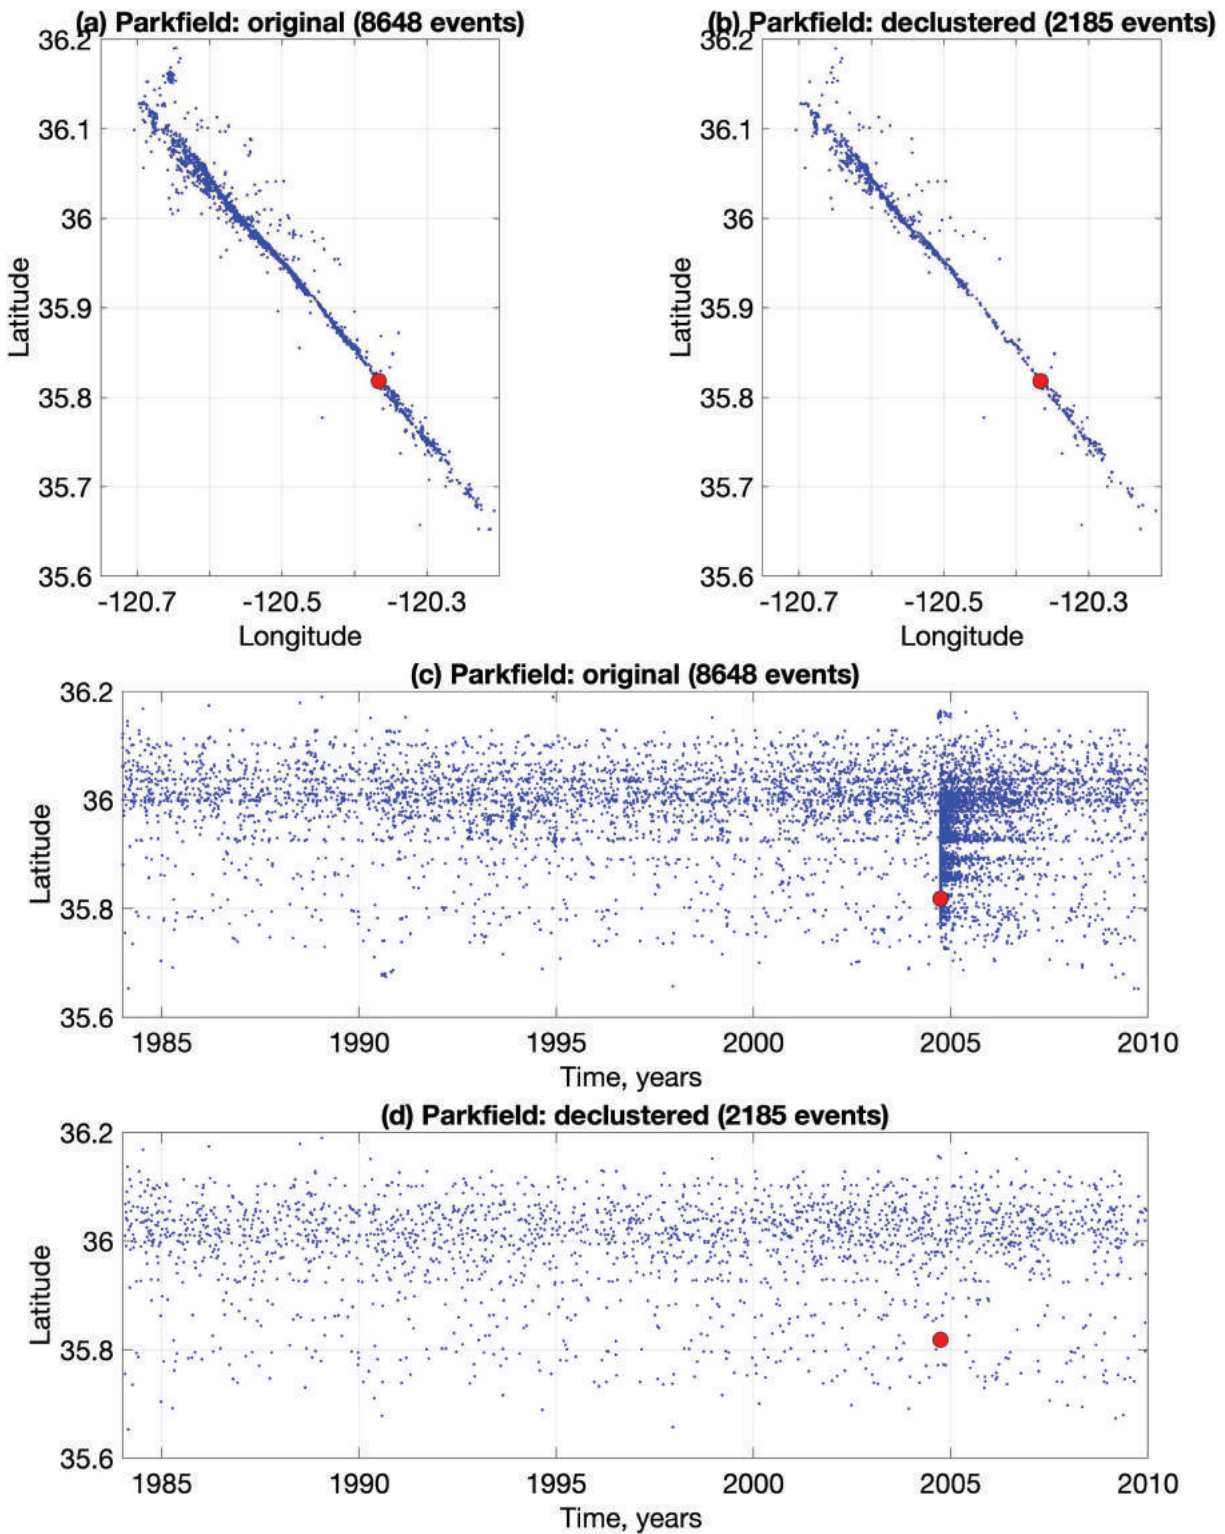 (a) Parkfield: original (8648 events)
36.2
36.1
36
35.9
35.8
35.7
35.6
Latitude
-120.7 -120.5 -120.3
Longitude
(b) Parkfield: declustered (2185 events)
36.2
36.1
36
35.9
35.8
35.7
35.6
Latitude
-120.7 -120.5 -120.3
Longitude
(c) Parkfield: original (8648 events)
36.2
36
35.8
35.6
Latitude
1985 1990 1995 2000 2005 2010
Time, years
(d) Parkfield: declustered (2185 events)
36.2
36
35.8
35.6
Latitude
1985 1990 1995 2000 2005 2010
Time, years